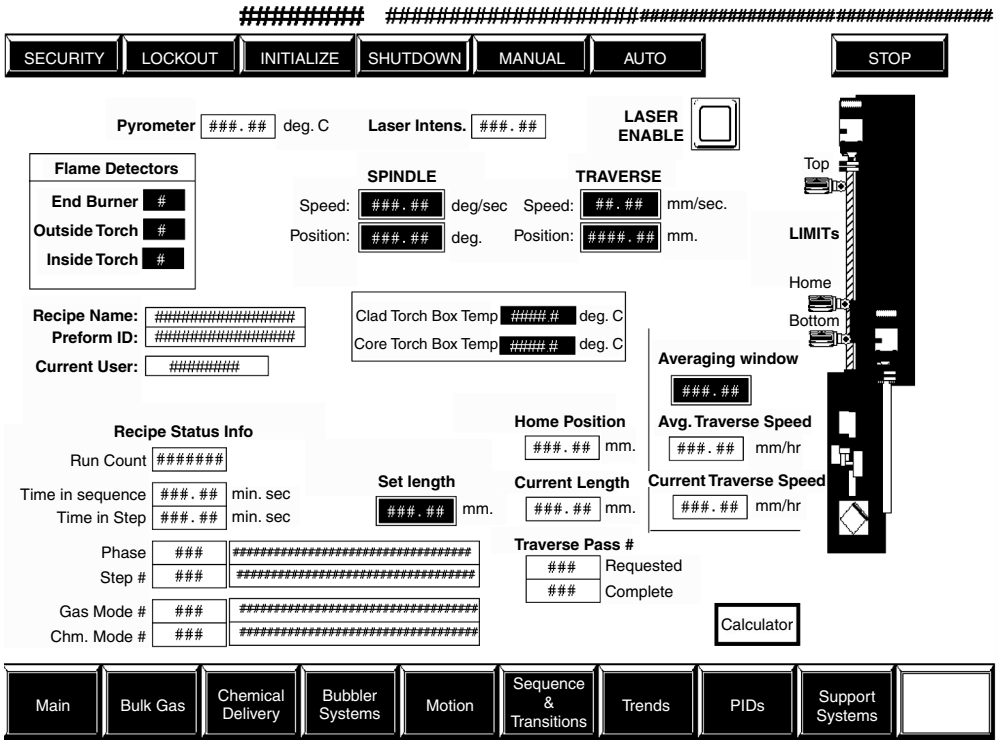 ########## ##################################################
SECURITY LOCKOUT INITIALIZE SHUTDOWN MANUAL AUTO STOP
Pyrometer ###.## deg. C Laser Intens. ###.## LASER ENABLE
Flame Detectors
End Burner #
Outside Torch #
Inside Torch #
SPINDLE
Speed: ###.## deg/sec
Position: ###.## deg.
TRAVERSE
Speed: ##.## mm/sec.
Position: ####.## mm.
Top
LIMITs
Home
Bottom
Recipe Name: ##################
Preform ID: ##################
Current User: #########
Clad Torch Box Temp ####.# deg. C
Core Torch Box Temp ####.# deg. C
Averaging window
###.##
Avg. Traverse Speed
###.## mm/hr
Current Traverse Speed
###.## mm/hr
Home Position
###.## mm.
Set length
###.## mm.
Current Length
###.## mm.
Recipe Status Info
Run Count #######
Time in sequence ###.## min. sec
Time in Step ###.## min. sec
Phase ### ##################################
Step # ### ##################################
Gas Mode # ### ##################################
Chm. Mode # ### ##################################
Traverse Pass #
### Requested
### Complete
Calculator
Main Bulk Gas Chemical Delivery Bubbler Systems Motion Sequence & Transitions Trends PIDs Support Systems